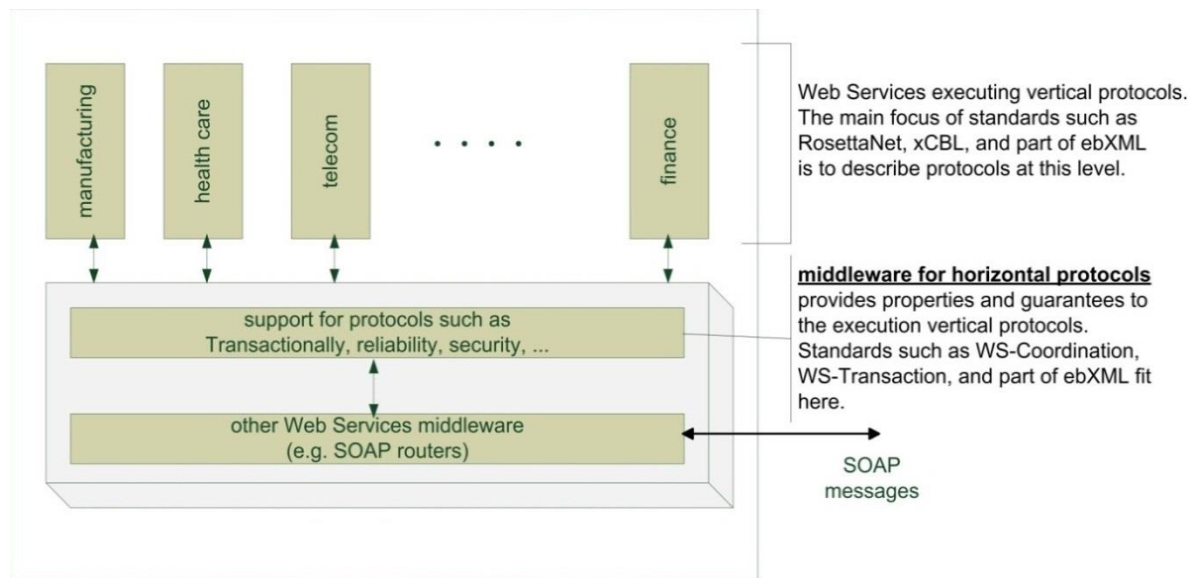 manufacturing
health care
telecom
. . . .
finance
Web Services executing vertical protocols.
The main focus of standards such as
RosettaNet, xCBL, and part of ebXML
is to describe protocols at this level.
middleware for horizontal protocols
provides properties and guarantees to
the execution vertical protocols.
Standards such as WS-Coordination,
WS-Transaction, and part of ebXML fit
here.
support for protocols such as
Transactionally, reliability, security, ...
other Web Services middleware
(e.g. SOAP routers)
SOAP
messages